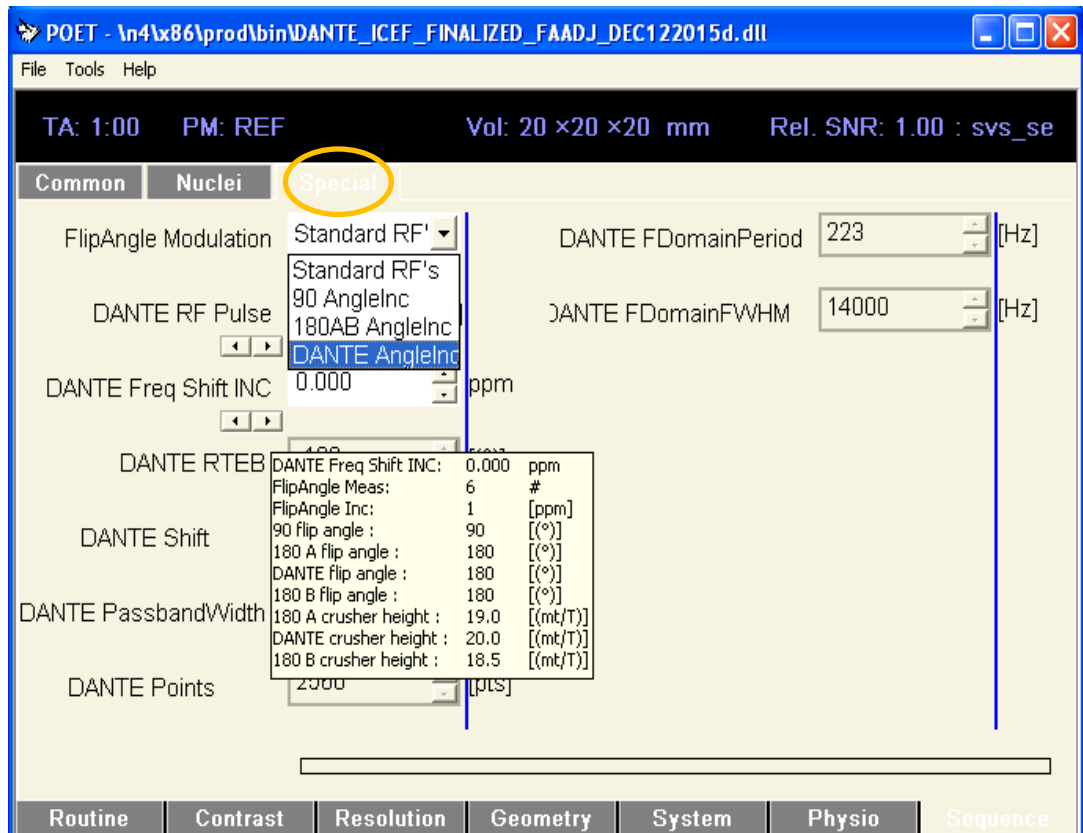 POET - \n4\x86\prod\bin\DANTE_ICEF_FINALIZED_FAADJ_DEC122015d.dll
File Tools Help
TA: 1:00 PM: REF Vol: 20 ×20 ×20 mm Rel. SNR: 1.00 : svs_se
Common Nuclei Special
FlipAngle Modulation Standard RF' DANTE FDomainPeriod 223 [Hz]
Standard RF's
90 AngleInc
DANTE RF Pulse DANTE FDomainFWHM 14000 [Hz]
180AB AngleInc
DANTE AngleInc
DANTE Freq Shift INC 0.000 ppm
DANTE RTEB
DANTE Freq Shift INC: 0.000 ppm
FlipAngle Meas: 6 #
FlipAngle Inc: 1 [ppm]
90 flip angle : 90 [(°)]
DANTE Shift
180 A flip angle : 180 [(°)]
DANTE flip angle : 180 [(°)]
180 B flip angle : 180 [(°)]
DANTE PassbandWidth
180 A crusher height : 19.0 [(mt/T)]
DANTE crusher height : 20.0 [(mt/T)]
180 B crusher height : 18.5 [(mt/T)]
DANTE Points [pts]
Routine Contrast Resolution Geometry System Physio Sequence